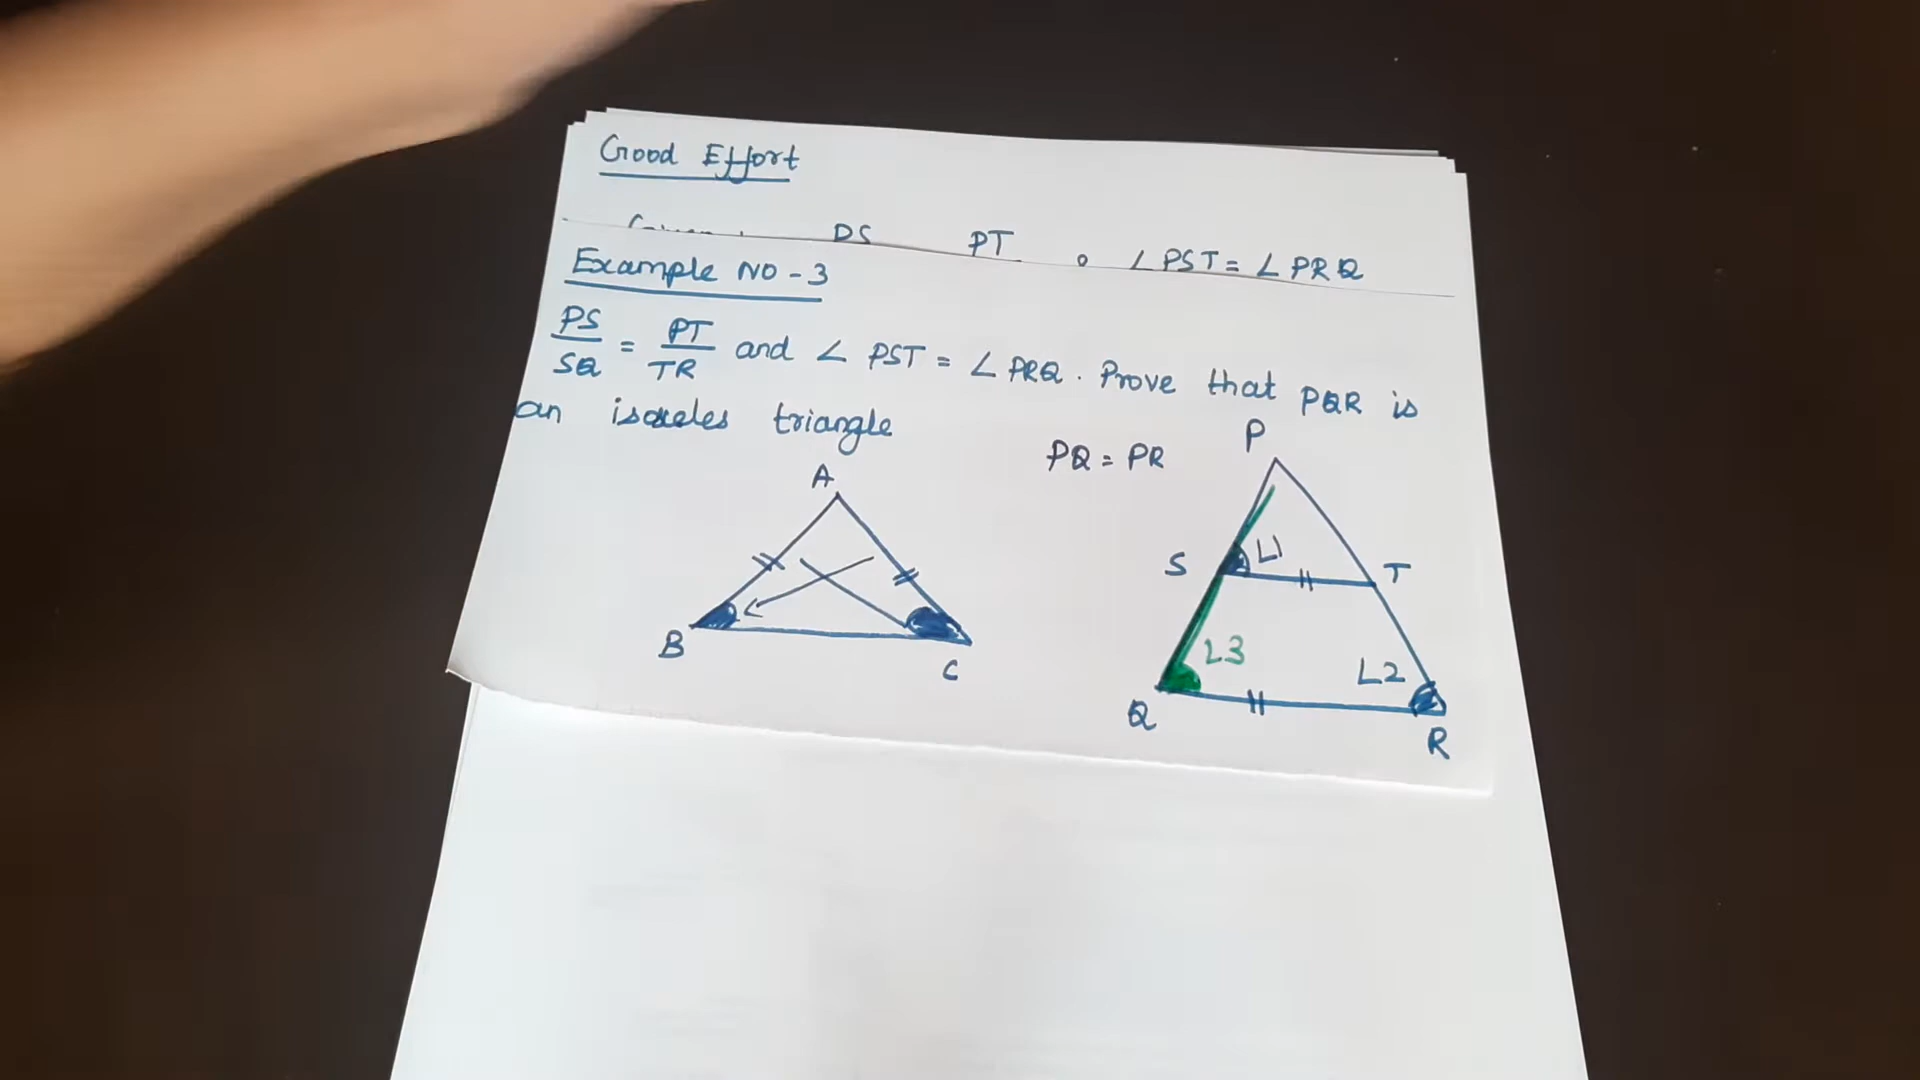 Good Effort
PS PT ∠PST = ∠PRQ
Example NO - 3
PS/SQ = PT/TR and ∠ PST = ∠ PRQ. Prove that PQR is
an isosceles triangle
PQ = PR
P
A
S ∠1 T
B C
∠3 ∠2
Q R